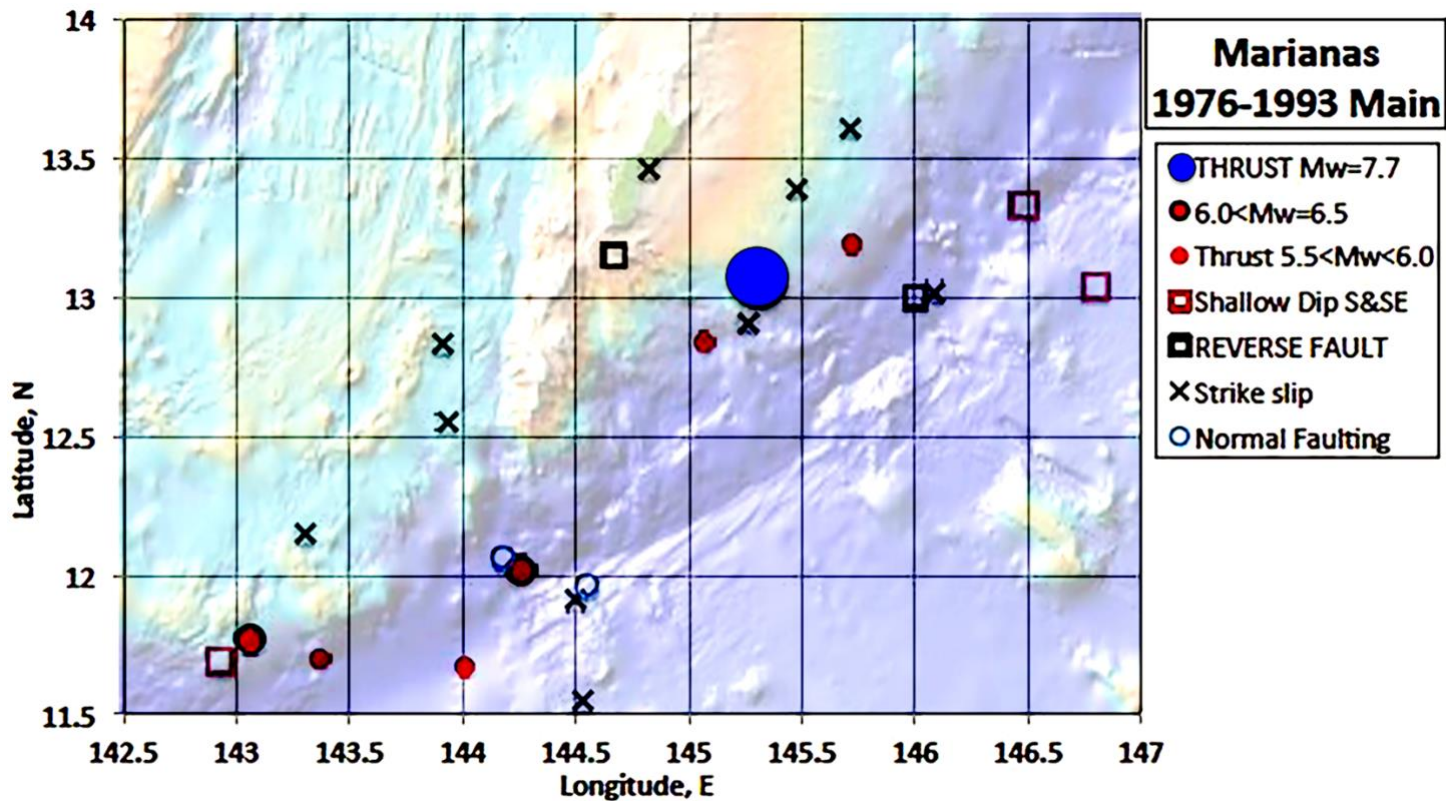 Marianas
1976-1993 Main
THRUST Mw=7.7
6.0<Mw=6.5
Thrust 5.5<Mw<6.0
Shallow Dip S&SE
REVERSE FAULT
Strike slip
Normal Faulting
Latitude, N
14
13.5
13
12.5
12
11.5
142.5 143 143.5 144 144.5 145 145.5 146 146.5 147
Longitude, E